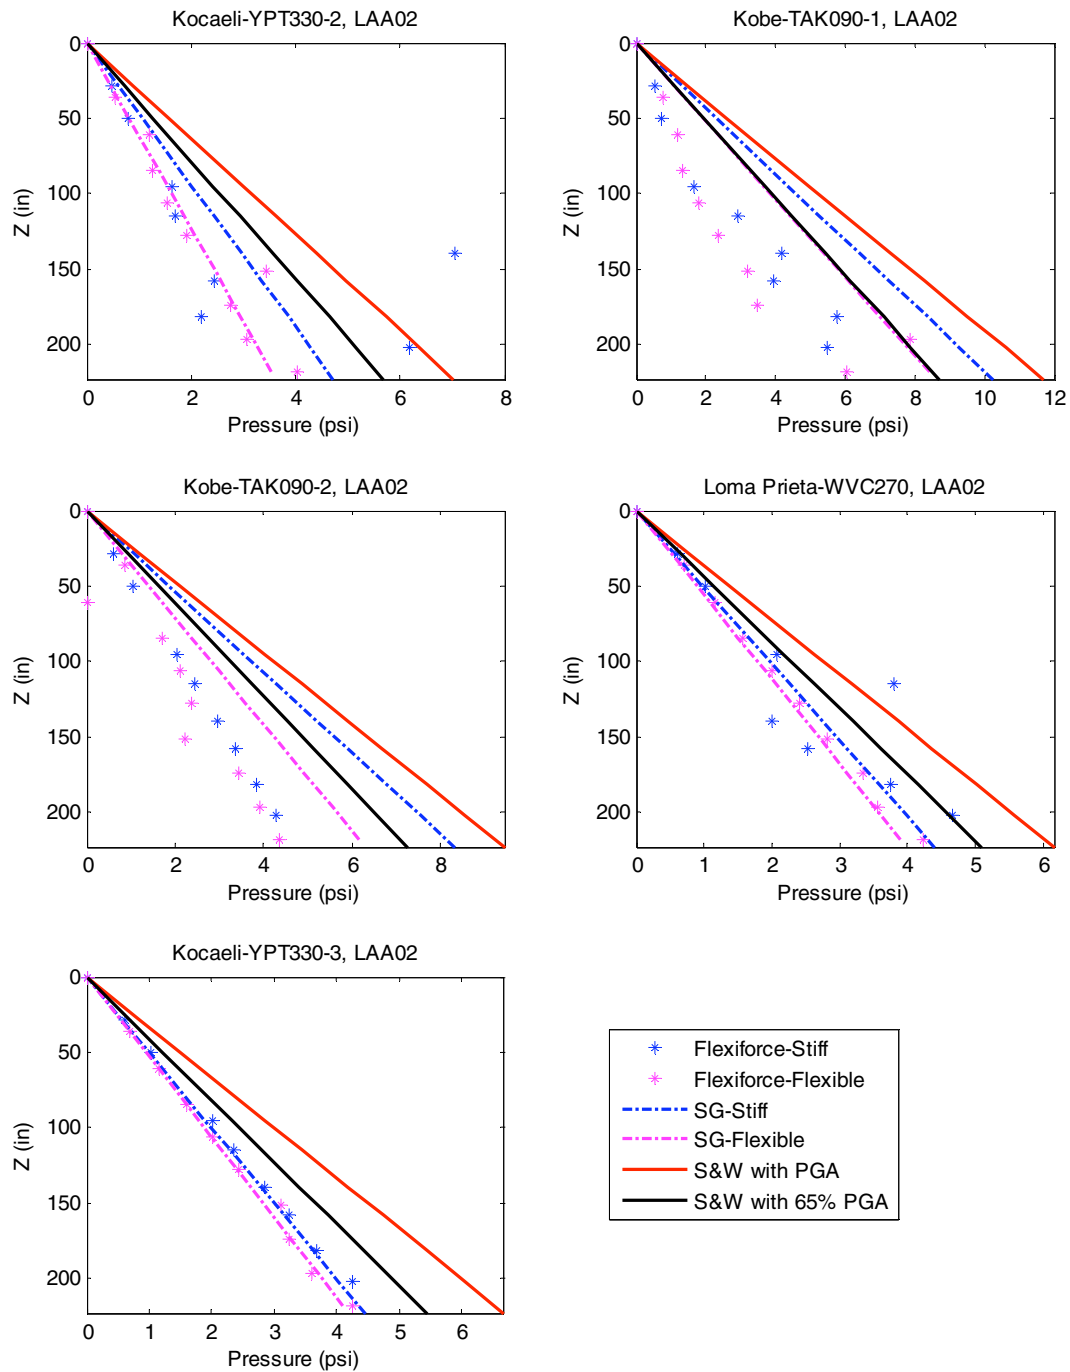 Kocaeli-YPT330-2, LAA02
0
50
100
150
200
Z (in)
0 2 4 6 8
Pressure (psi)
Kobe-TAK090-1, LAA02
0
50
100
150
200
Z (in)
0 2 4 6 8 10 12
Pressure (psi)
Kobe-TAK090-2, LAA02
0
50
100
150
200
Z (in)
0 2 4 6 8
Pressure (psi)
Loma Prieta-WVC270, LAA02
0
50
100
150
200
Z (in)
0 1 2 3 4 5 6
Pressure (psi)
Kocaeli-YPT330-3, LAA02
0
50
100
150
200
Z (in)
0 1 2 3 4 5 6
Pressure (psi)
Flexiforce-Stiff
Flexiforce-Flexible
SG-Stiff
SG-Flexible
S&W with PGA
S&W with 65% PGA